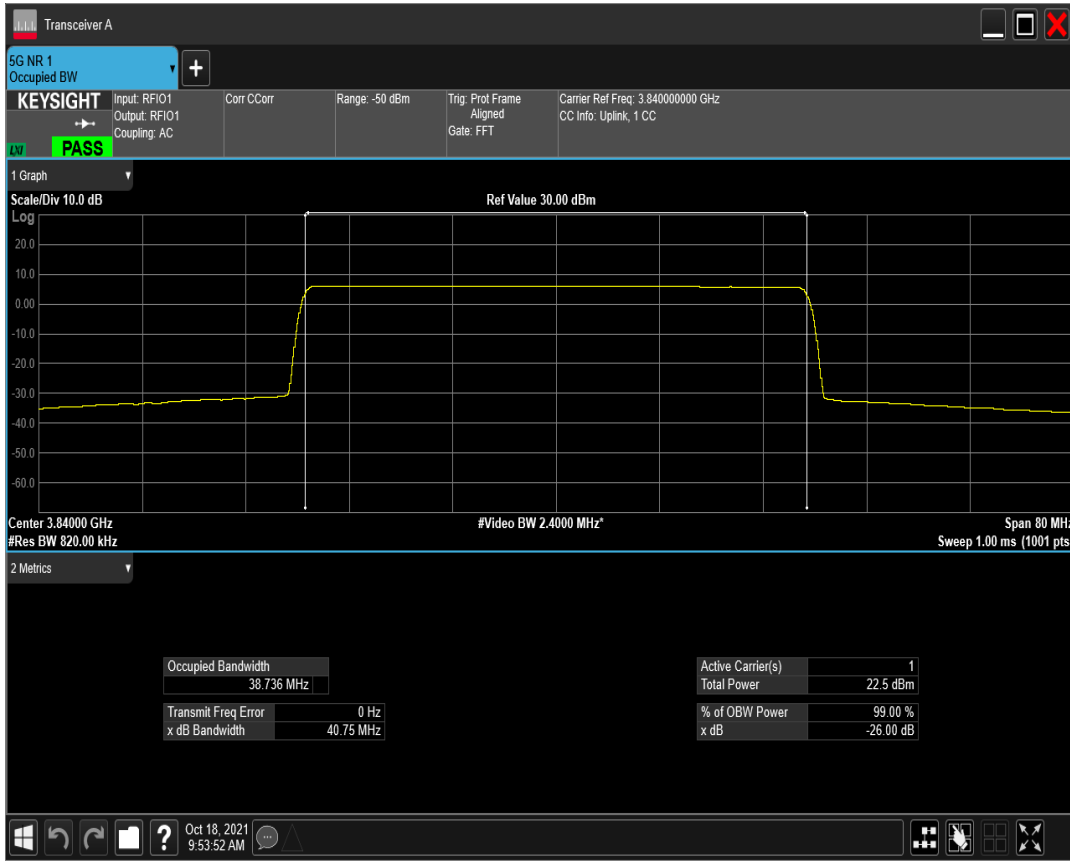 Transceiver A
5G NR 1
Occupied BW
+
KEYSIGHT
LXI
PASS
Input: RFIO1
Output: RFIO1
Coupling: AC
Corr CCorr
Range: -50 dBm
Trig: Prot Frame
Aligned
Gate: FFT
Carrier Ref Freq: 3.840000000 GHz
CC Info: Uplink, 1 CC
1 Graph
Scale/Div 10.0 dB
Ref Value 30.00 dBm
Log
20.0
10.0
0.00
-10.0
-20.0
-30.0
-40.0
-50.0
-60.0
Center 3.84000 GHz
#Video BW 2.4000 MHz*
Span 80 MHz
#Res BW 820.00 kHz
Sweep 1.00 ms (1001 pts
2 Metrics
Occupied Bandwidth
38.736 MHz
Transmit Freq Error 0 Hz
x dB Bandwidth 40.75 MHz
Active Carrier(s) 1
Total Power 22.5 dBm
% of OBW Power 99.00 %
x dB -26.00 dB
?
Oct 18, 2021
9:53:52 AM